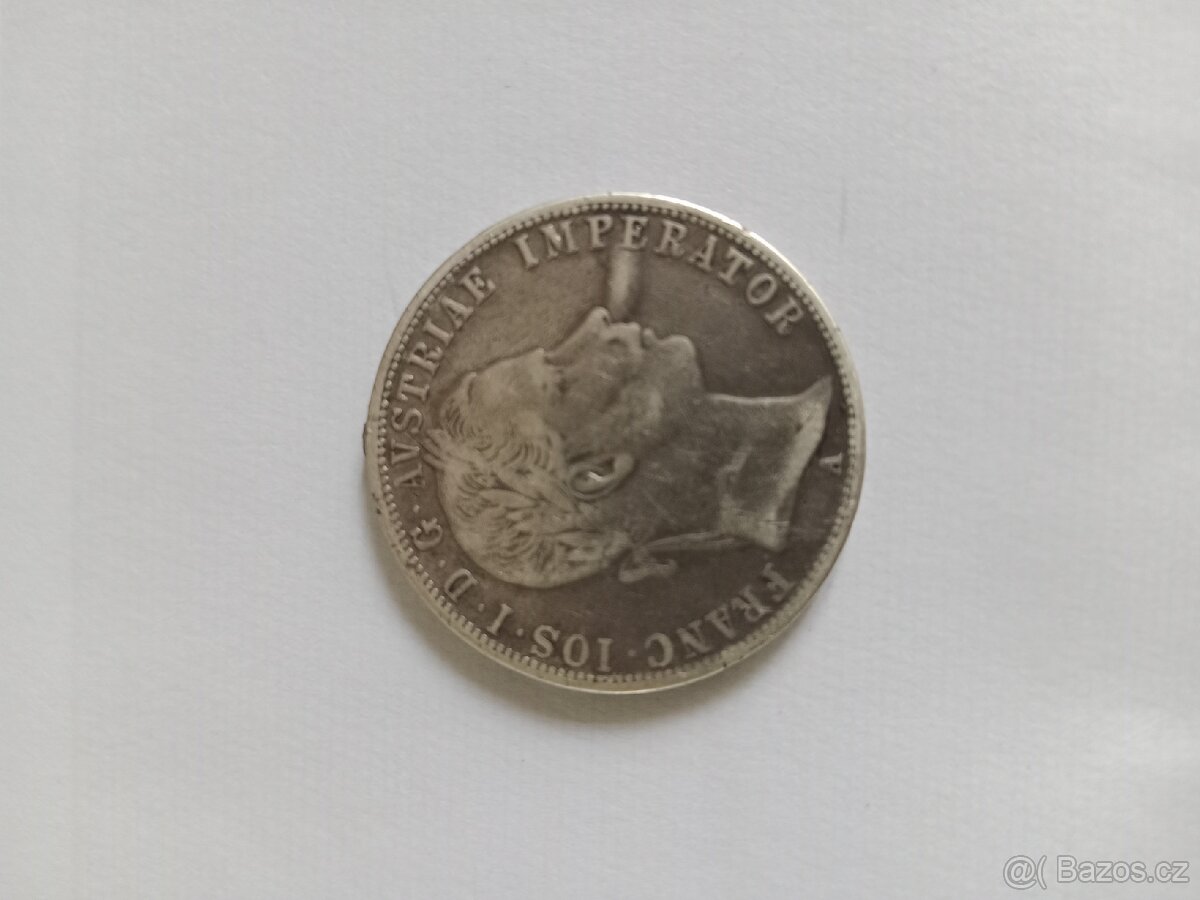 FRANC·IOS·I·D·G·AVSTRIAE IMPERATOR
A
@( Bazos.cz